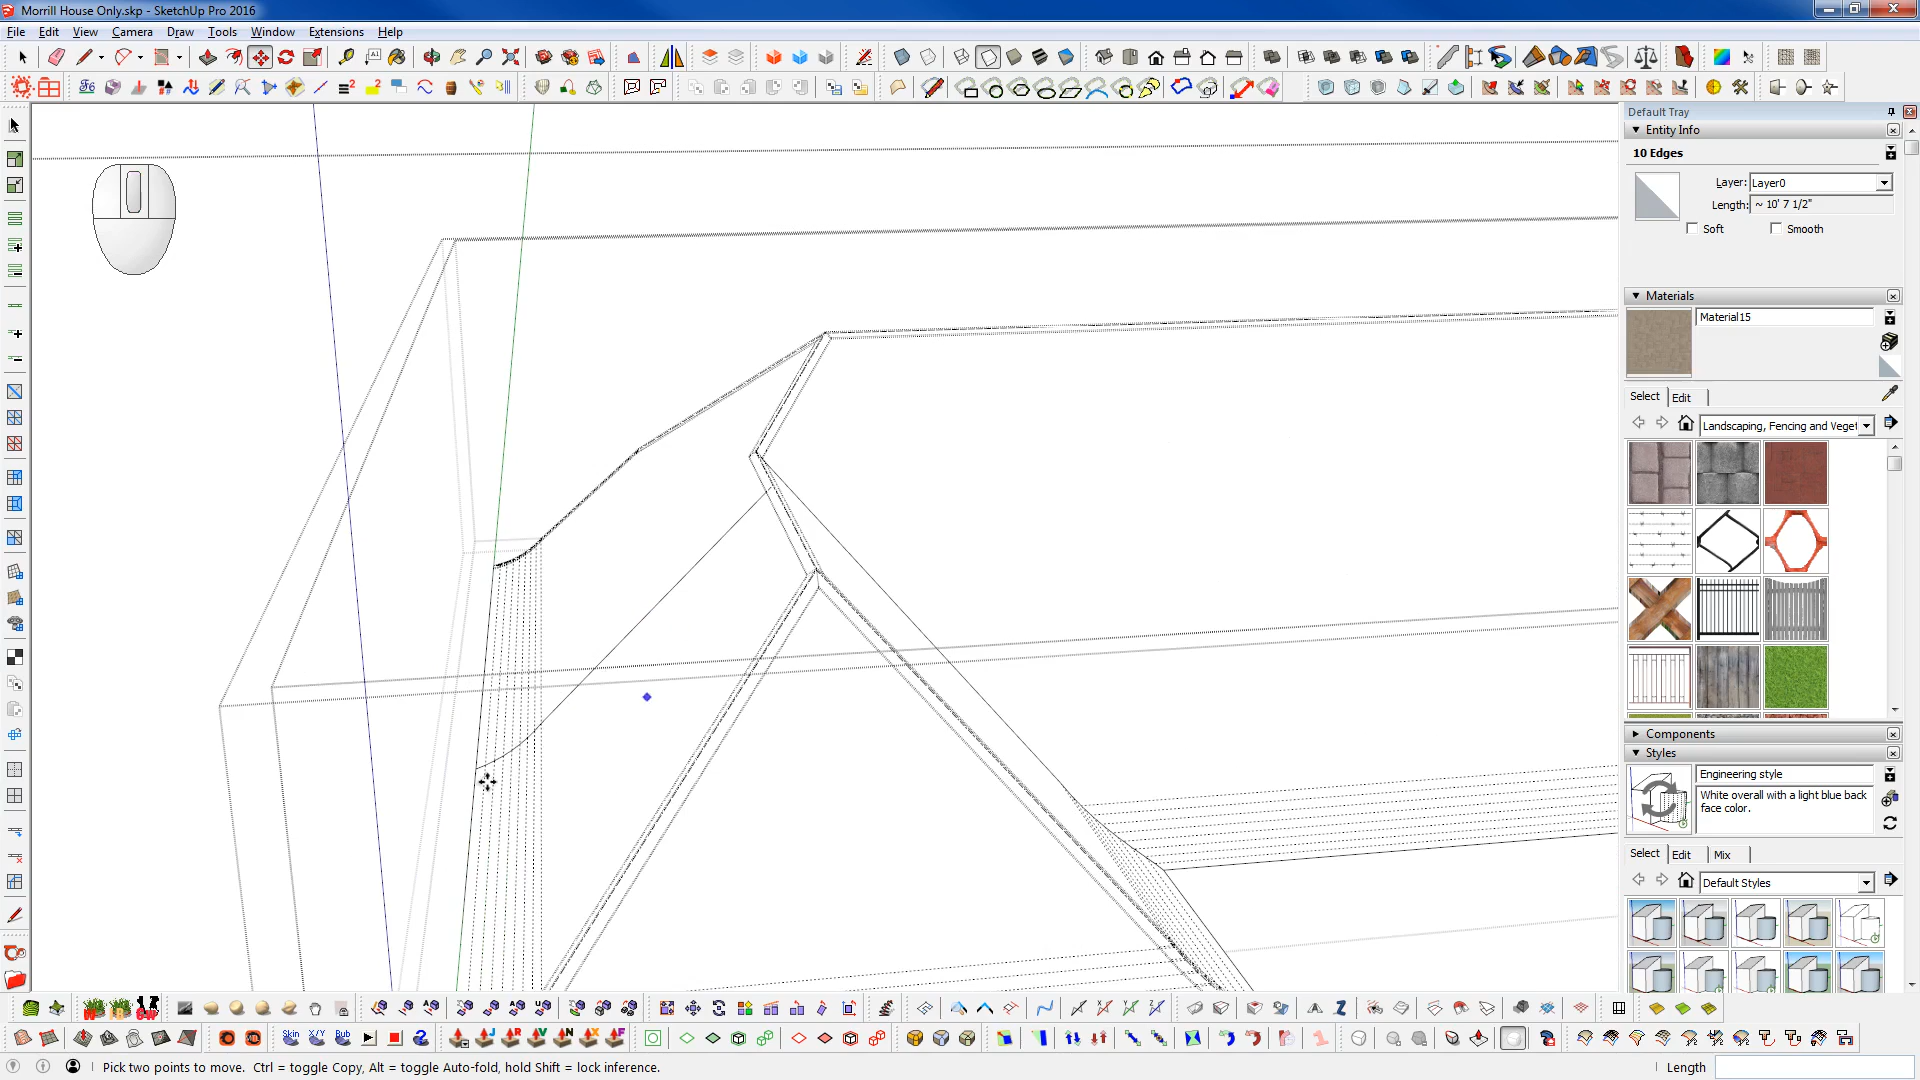 Morrill House Only.skp - SketchUp Pro 2016
File Edit View Camera Draw Tools Window Extensions Help
Default Tray
Entity Info
10 Edges
Layer: Layer0
Length: ~ 10' 7 1/2"
Soft Smooth
Materials
Material15
Select Edit
Landscaping, Fencing and Veget
Components
Styles
Engineering style
White overall with a light blue back
face color.
Select Edit Mix
Default Styles
Skin X/Y Bub
Pick two points to move. Ctrl = toggle Copy, Alt = toggle Auto-fold, hold Shift = lock inference.
Length